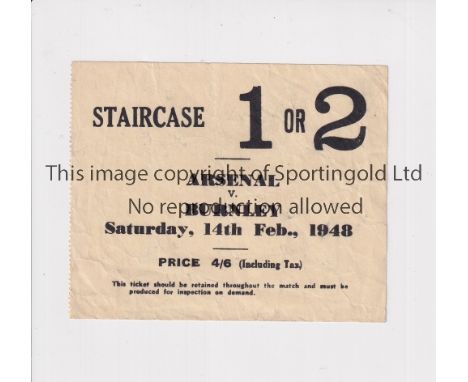 STAIRCASE 1 OR 2
This image copyright of Sportingold Ltd
ARSENAL
V.
No reproduction allowed
BURNLEY
Saturday, 14th Feb., 1948
PRICE 4/6 (Including Tax.)
This ticket should be retained throughout the match and must be
produced for inspection on demand.